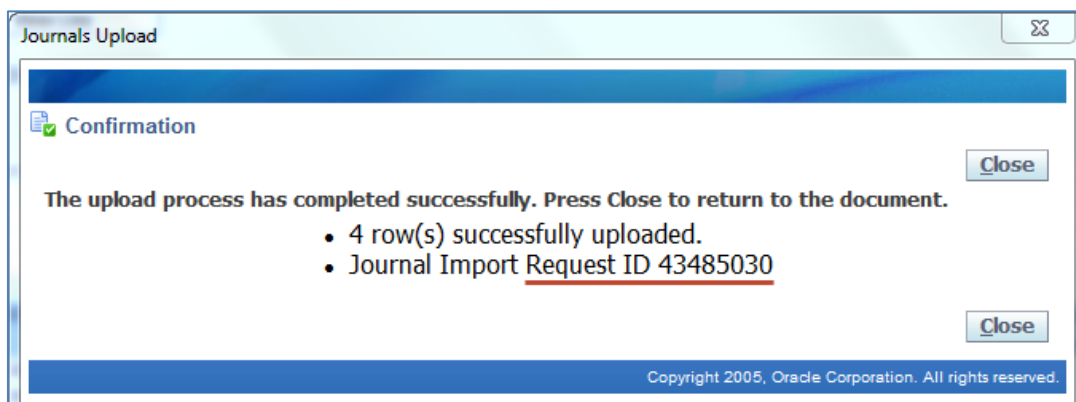 Journals Upload
Confirmation
Close
The upload process has completed successfully. Press Close to return to the document.
• 4 row(s) successfully uploaded.
• Journal Import Request ID 43485030
Close
Copyright 2005, Oracle Corporation. All rights reserved.